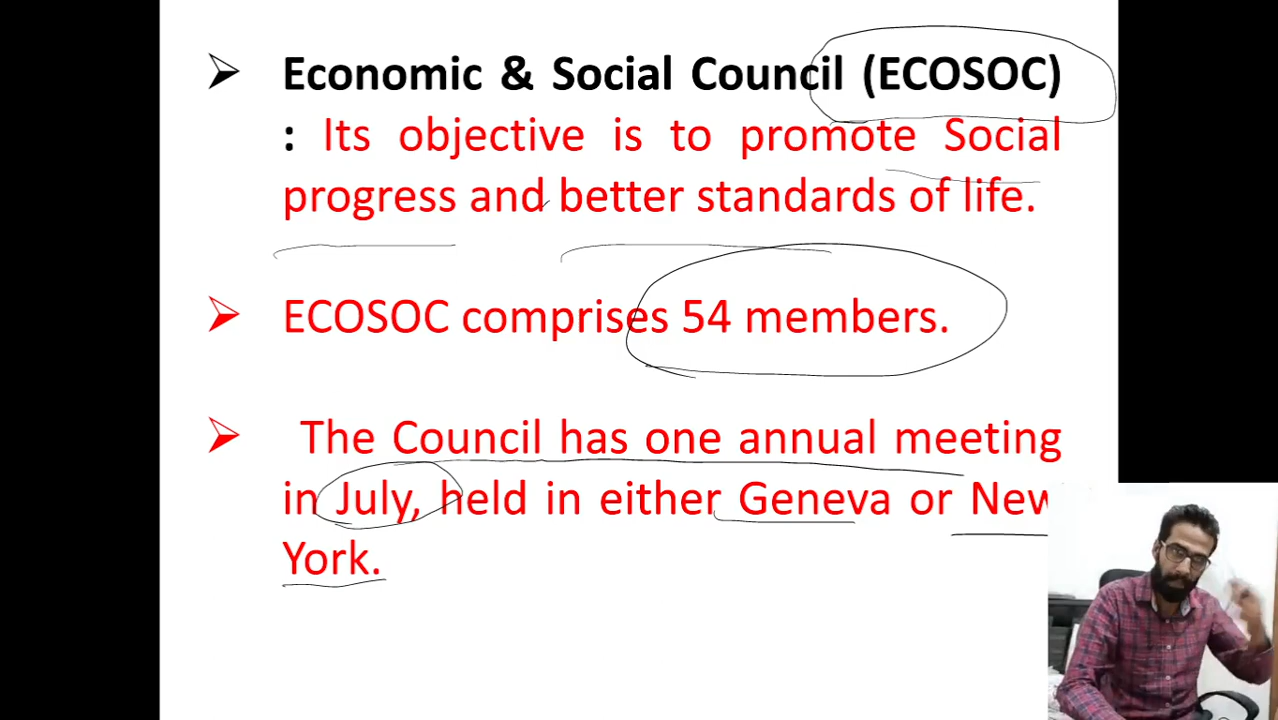 ➢ Economic & Social Council (ECOSOC)
: Its objective is to promote Social
progress and better standards of life.
➢ ECOSOC comprises 54 members.
➢ The Council has one annual meeting
in July, held in either Geneva or New
York.